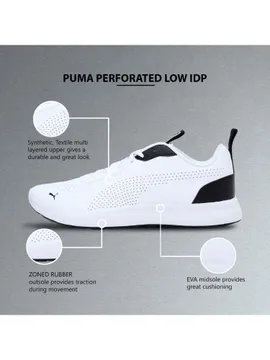 PUMA PERFORATED LOW IDP
Synthetic, Textile multi
layered upper gives a
durable and great look
ZONED RUBBER
outsole provides traction
during movement
EVA midsole provides
great cushioning